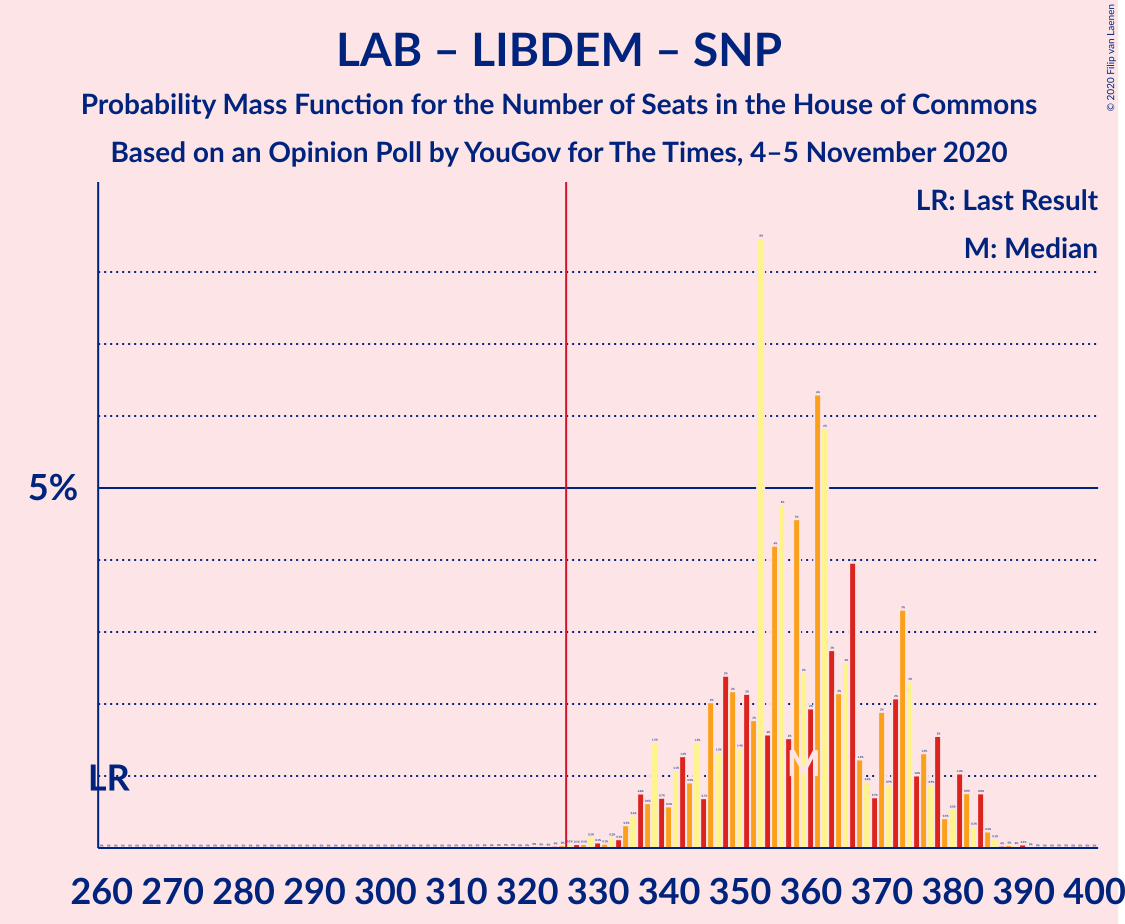 LAB – LIBDEM – SNP
Probability Mass Function for the Number of Seats in the House of Commons
Based on an Opinion Poll by YouGov for The Times, 4–5 November 2020
© 2020 Filip van Laenen
LR: Last Result
M: Median
5%
LR
M
260 270 280 290 300 310 320 330 340 350 360 370 380 390 400